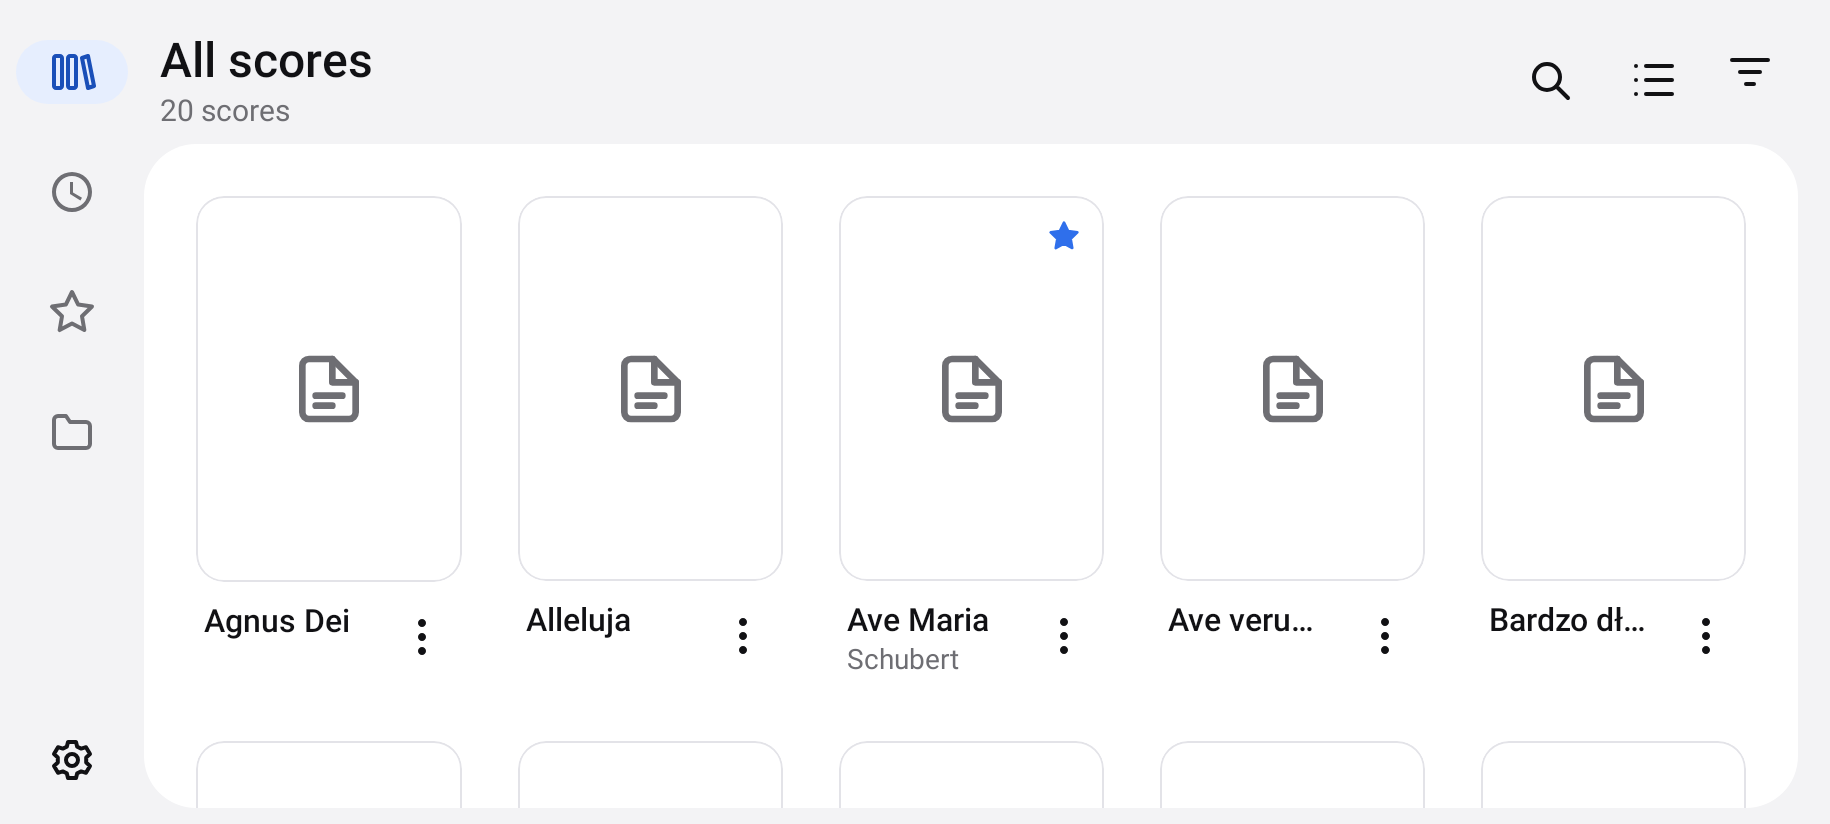 All scores
20 scores
Agnus Dei
Alleluja
Ave Maria
Schubert
Ave veru...
Bardzo dł...